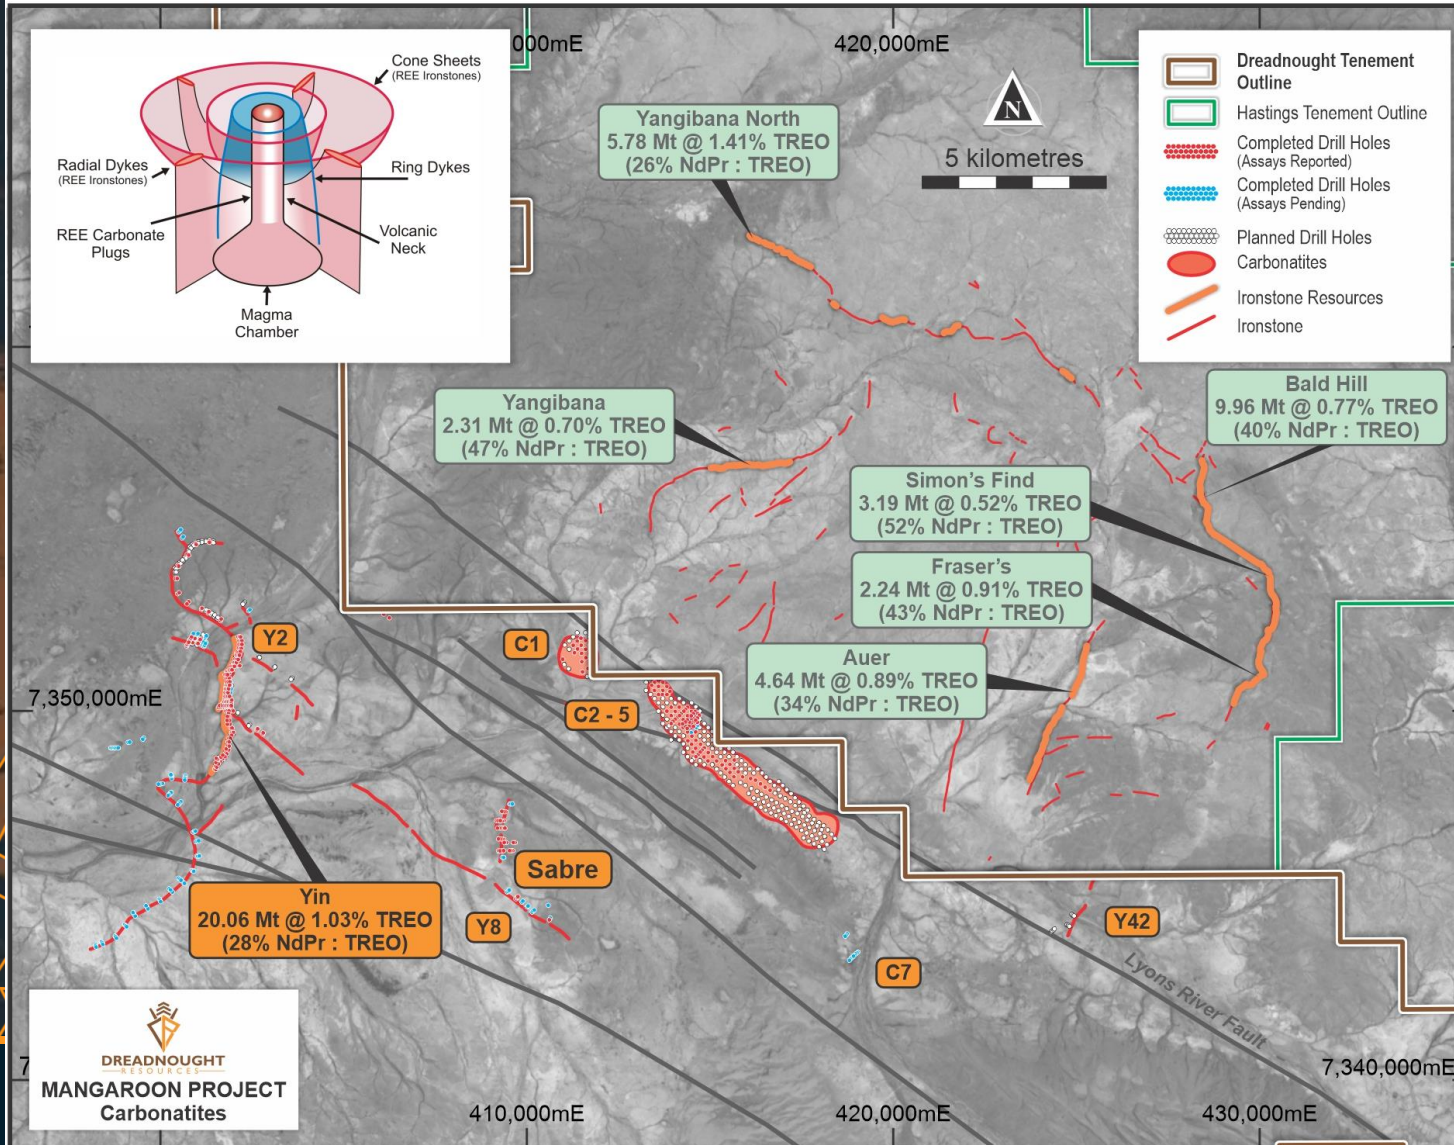 Cone Sheets
(REE Ironstones)
Radial Dykes
(REE Ironstones)
Ring Dykes
REE Carbonate
Plugs
Volcanic
Neck
Magma
Chamber
000mE
420,000mE
N
5 kilometres
Dreadnought Tenement
Outline
Hastings Tenement Outline
Completed Drill Holes
(Assays Reported)
Completed Drill Holes
(Assays Pending)
Planned Drill Holes
Carbonatites
Ironstone Resources
Ironstone
Yangibana North
5.78 Mt @ 1.41% TREO
(26% NdPr : TREO)
Bald Hill
9.96 Mt @ 0.77% TREO
(40% NdPr : TREO)
Yangibana
2.31 Mt @ 0.70% TREO
(47% NdPr : TREO)
Simon's Find
3.19 Mt @ 0.52% TREO
(52% NdPr : TREO)
Fraser's
2.24 Mt @ 0.91% TREO
(43% NdPr : TREO)
Auer
4.64 Mt @ 0.89% TREO
(34% NdPr : TREO)
Y2
C1
7,350,000mE
C2 - 5
Sabre
Yin
20.06 Mt @ 1.03% TREO
(28% NdPr : TREO)
Y8
Y42
C7
Lyons River Fault
DREADNOUGHT
RESOURCES
MANGAROON PROJECT
Carbonatites
7
7,340,000mE
410,000mE
420,000mE
430,000mE